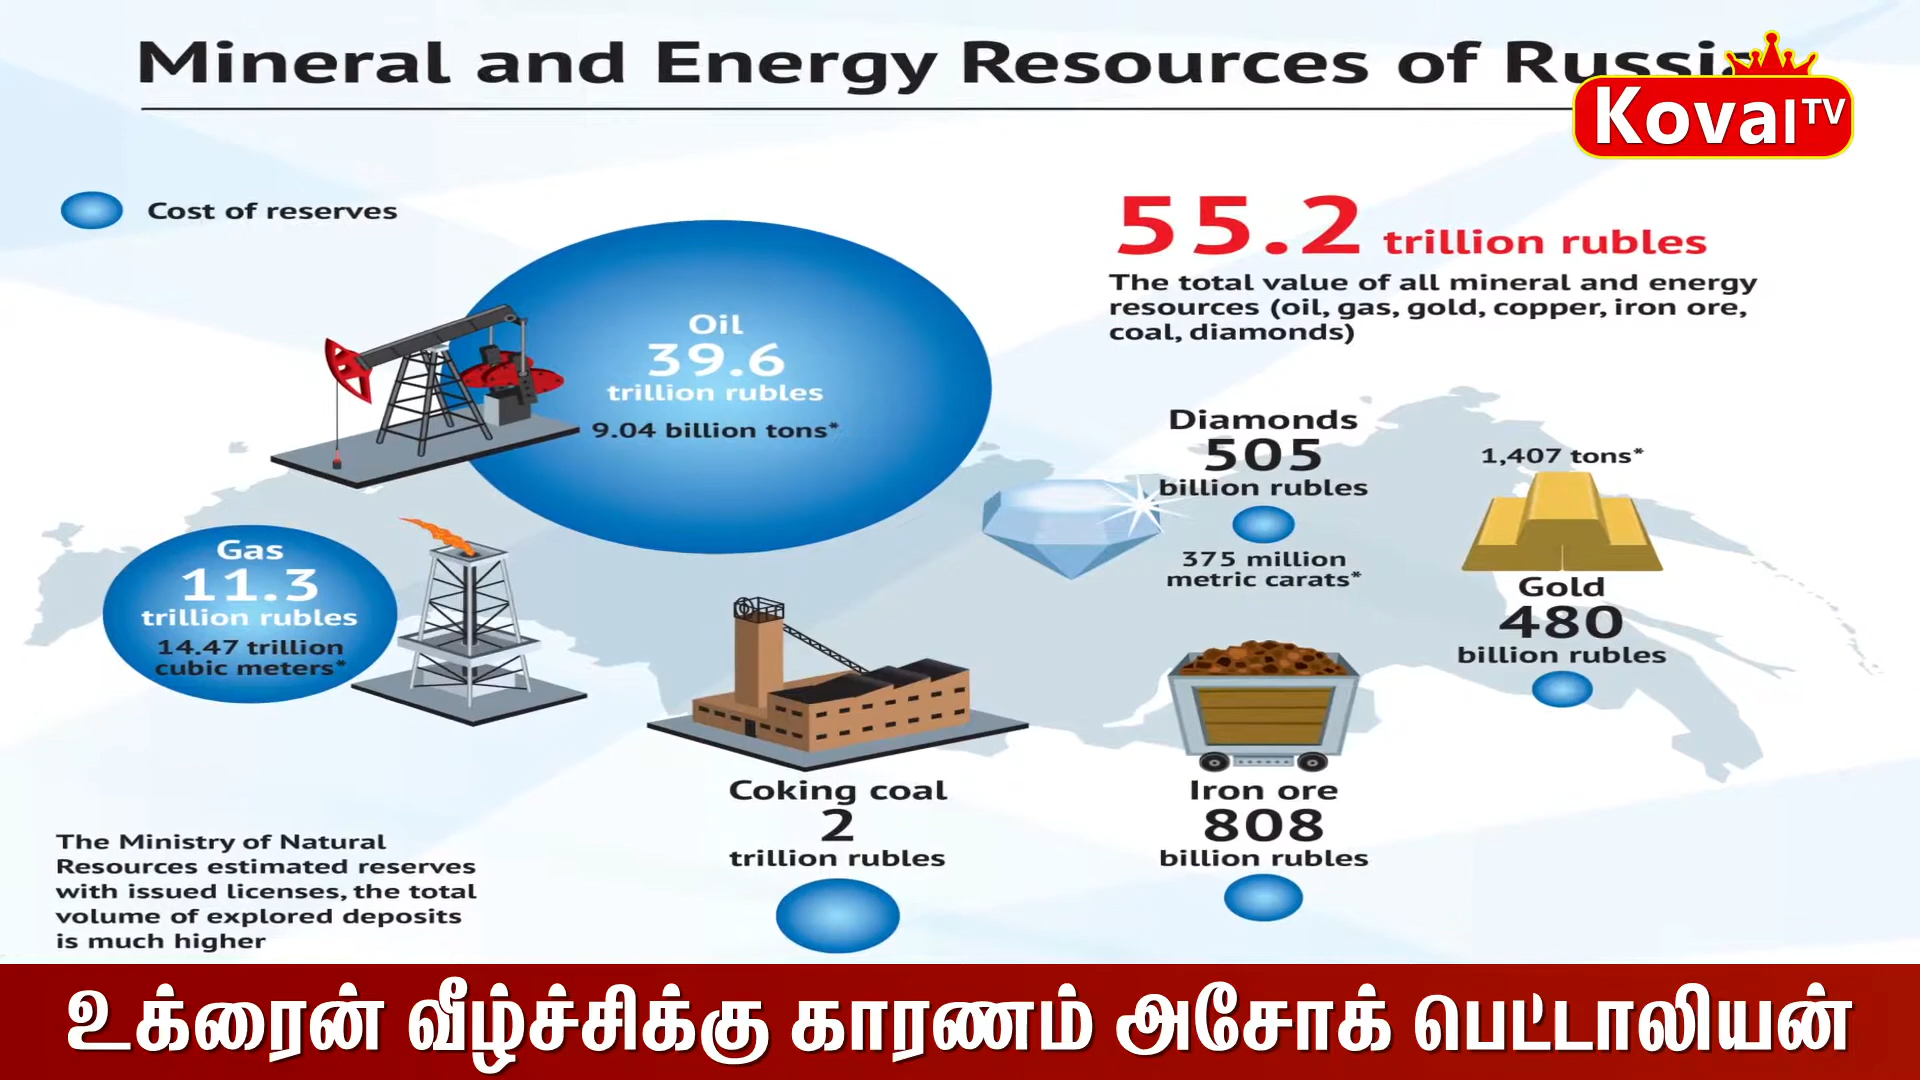 Mineral and Energy Resources of Russia
Koval TV
Cost of reserves
55.2 trillion rubles
The total value of all mineral and energy
resources (oil, gas, gold, copper, iron ore,
coal, diamonds)
Oil
39.6
trillion rubles
9.04 billion tons*
Diamonds
505
billion rubles
375 million
metric carats*
1,407 tons*
Gold
480
billion rubles
Gas
11.3
trillion rubles
14.47 trillion
cubic meters*
Coking coal
2
trillion rubles
Iron ore
808
billion rubles
The Ministry of Natural
Resources estimated reserves
with issued licenses, the total
volume of explored deposits
is much higher
உக்ரைன் வீழ்ச்சிக்கு காரணம் அசோக் பெட்டாலியன்